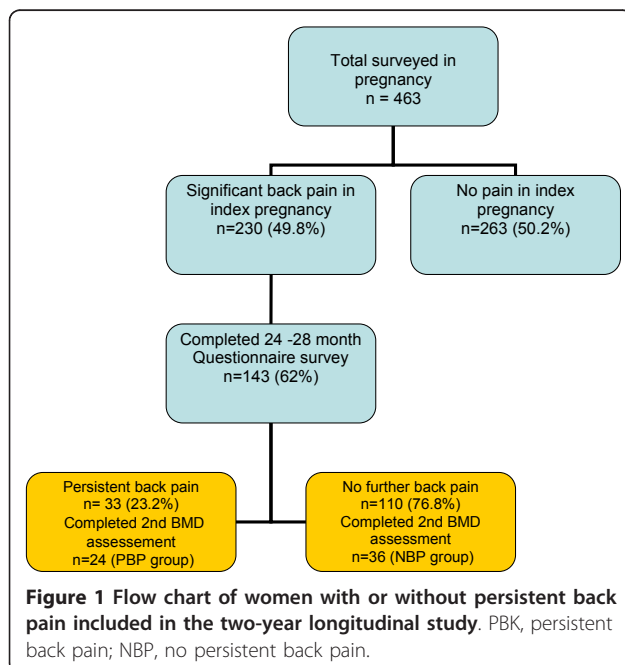 Total surveyed in
pregnancy
n = 463
Significant back pain in
index pregnancy
n=230 (49.8%)
No pain in index
pregnancy
n=263 (50.2%)
Completed 24 -28 month
Questionnaire survey
n=143 (62%)
Persistent back pain
n= 33 (23.2%)
Completed 2nd BMD
assessement
n=24 (PBP group)
No further back pain
n=110 (76.8%)
Completed 2nd BMD
assessment
n=36 (NBP group)
Figure 1 Flow chart of women with or without persistent back
pain included in the two-year longitudinal study. PBK, persistent
back pain; NBP, no persistent back pain.